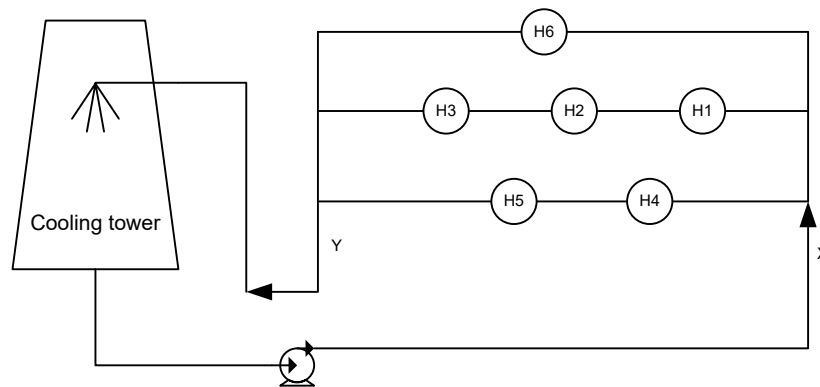 H6
H3 H2 H1
H5 H4
Cooling tower
Y
X